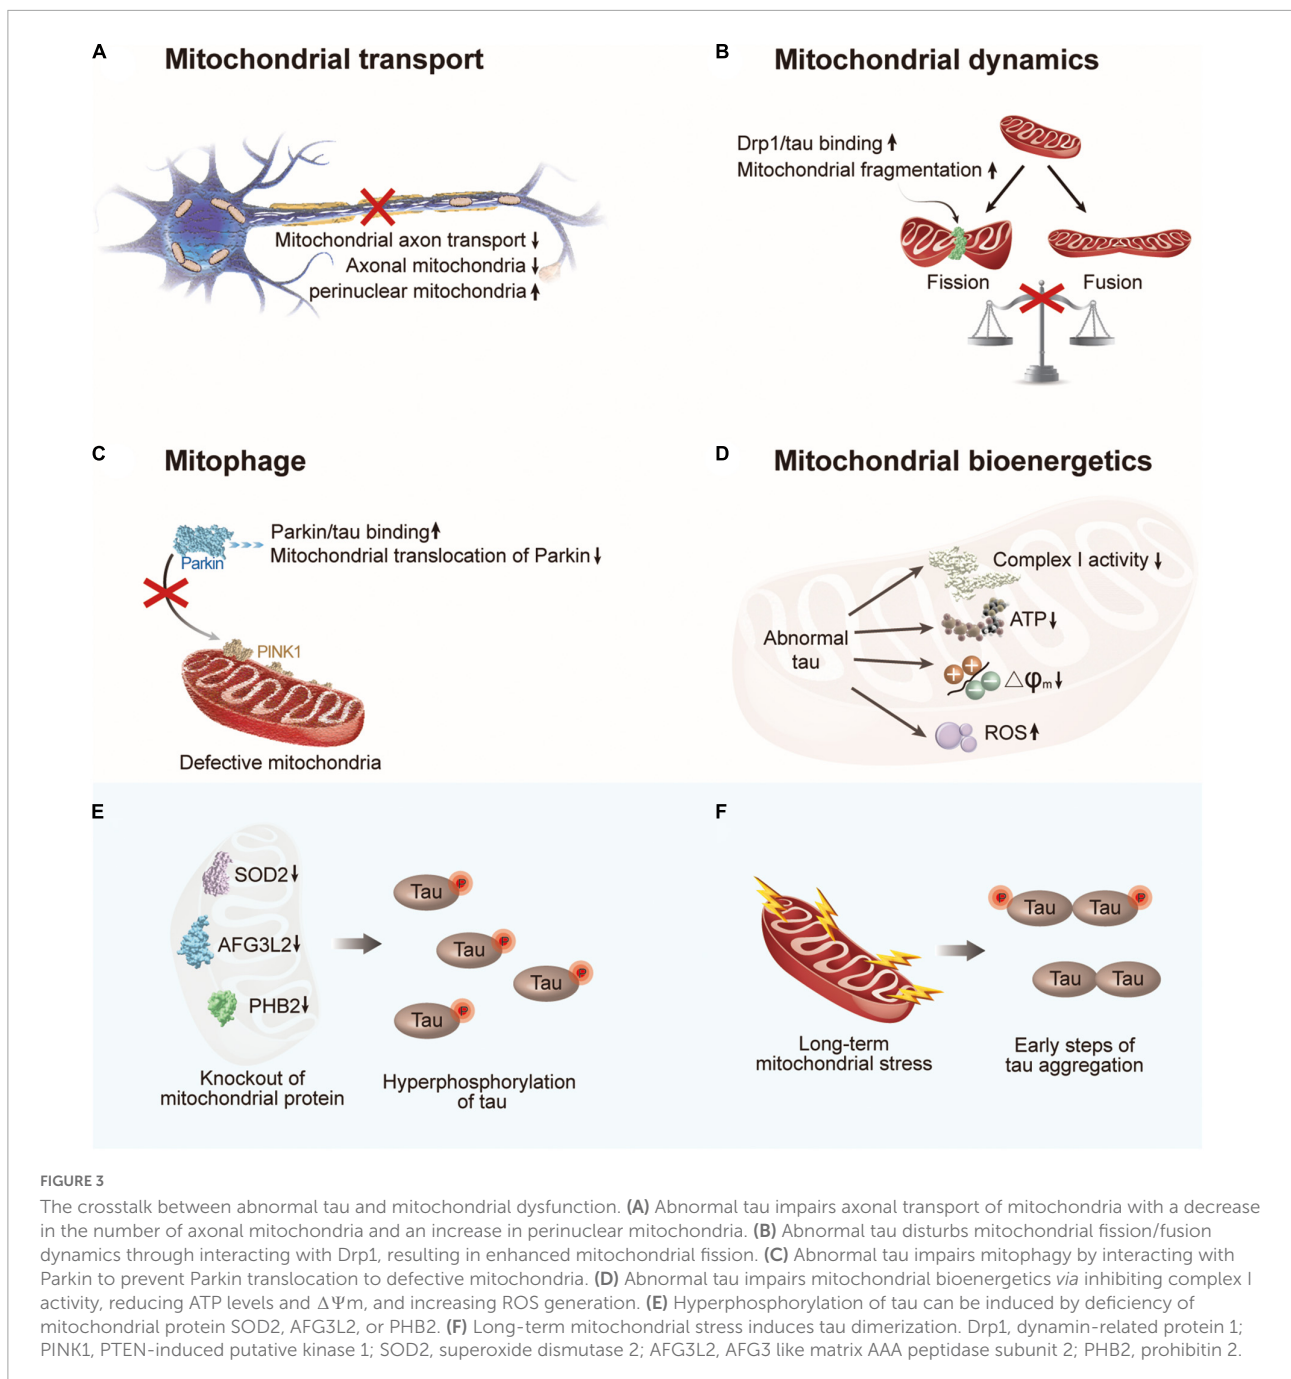 A
Mitochondrial transport
Mitochondrial axon transport ↓
Axonal mitochondria ↓
perinuclear mitochondria ↑
B
Mitochondrial dynamics
Drp1/tau binding ↑
Mitochondrial fragmentation ↑
Fission
Fusion
C
Mitophage
Parkin
Parkin/tau binding ↑
Mitochondrial translocation of Parkin ↓
PINK1
Defective mitochondria
D
Mitochondrial bioenergetics
Abnormal
tau
Complex I activity ↓
ATP ↓
+ +
− −
△φm ↓
ROS ↑
E
SOD2 ↓
AFG3L2 ↓
PHB2 ↓
Knockout of
mitochondrial protein
Tau P
Tau P
Tau P
Tau P
Hyperphosphorylation
of tau
F
Long-term
mitochondrial stress
P Tau Tau P
Tau Tau
Early steps of
tau aggregation
FIGURE 3
The crosstalk between abnormal tau and mitochondrial dysfunction. (A) Abnormal tau impairs axonal transport of mitochondria with a decrease
in the number of axonal mitochondria and an increase in perinuclear mitochondria. (B) Abnormal tau disturbs mitochondrial fission/fusion
dynamics through interacting with Drp1, resulting in enhanced mitochondrial fission. (C) Abnormal tau impairs mitophagy by interacting with
Parkin to prevent Parkin translocation to defective mitochondria. (D) Abnormal tau impairs mitochondrial bioenergetics via inhibiting complex I
activity, reducing ATP levels and ΔΨm, and increasing ROS generation. (E) Hyperphosphorylation of tau can be induced by deficiency of
mitochondrial protein SOD2, AFG3L2, or PHB2. (F) Long-term mitochondrial stress induces tau dimerization. Drp1, dynamin-related protein 1;
PINK1, PTEN-induced putative kinase 1; SOD2, superoxide dismutase 2; AFG3L2, AFG3 like matrix AAA peptidase subunit 2; PHB2, prohibitin 2.